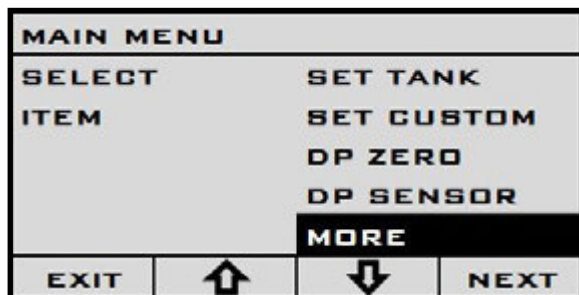 MAIN MENU
SELECT SET TANK
ITEM SET CUSTOM
DP ZERO
DP SENSOR
MORE
EXIT NEXT